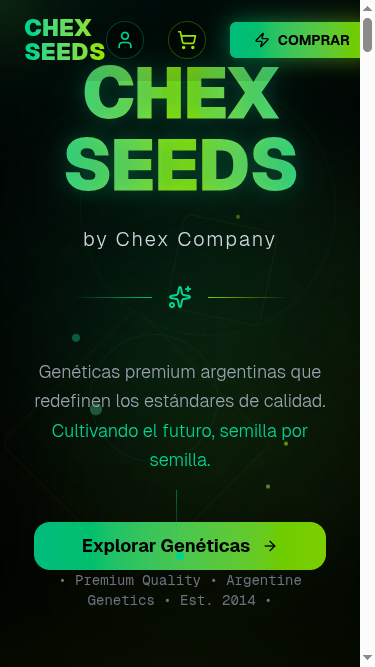 CHEX
SEEDS
COMPRAR
CHEX
SEEDS
by Chex Company
Genéticas premium argentinas que
redefinen los estándares de calidad.
Cultivando el futuro, semilla por
semilla.
Explorar Genéticas
• Premium Quality • Argentine
Genetics • Est. 2014 •